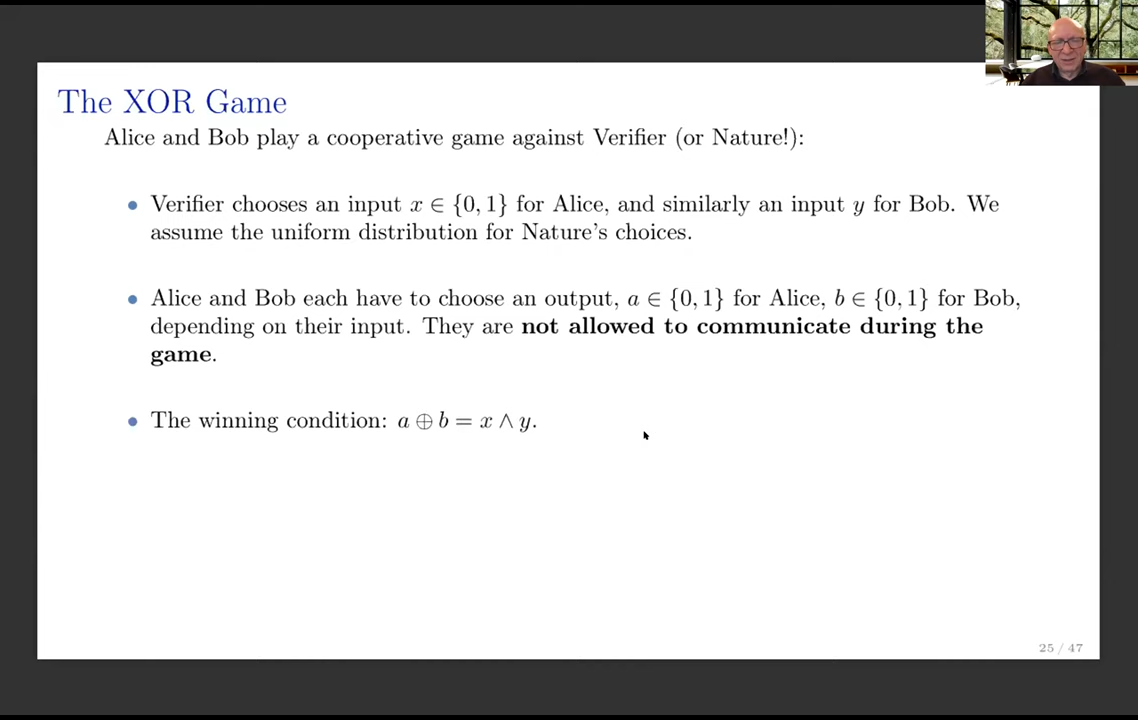 The XOR Game
Alice and Bob play a cooperative game against Verifier (or Nature!):
• Verifier chooses an input x ∈ {0, 1} for Alice, and similarly an input y for Bob. We
assume the uniform distribution for Nature's choices.
• Alice and Bob each have to choose an output, a ∈ {0, 1} for Alice, b ∈ {0, 1} for Bob,
depending on their input. They are not allowed to communicate during the
game.
• The winning condition: a ⊕ b = x ∧ y.
25 / 47